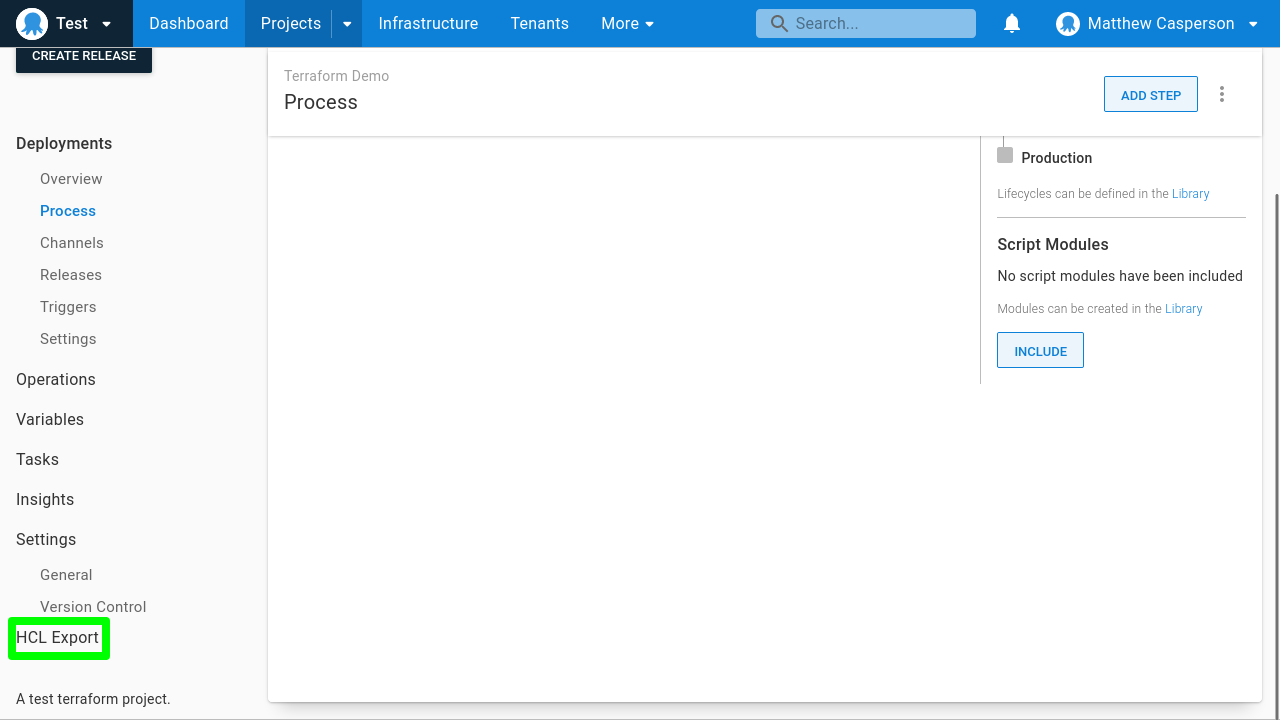 Test
Dashboard
Projects
Infrastructure
Tenants
More
Search...
Matthew Casperson
CREATE RELEASE
Deployments
Overview
Process
Channels
Releases
Triggers
Settings
Operations
Variables
Tasks
Insights
Settings
General
Version Control
HCL Export
A test terraform project.
Terraform Demo
Process
ADD STEP
Production
Lifecycles can be defined in the Library
Script Modules
No script modules have been included
Modules can be created in the Library
INCLUDE